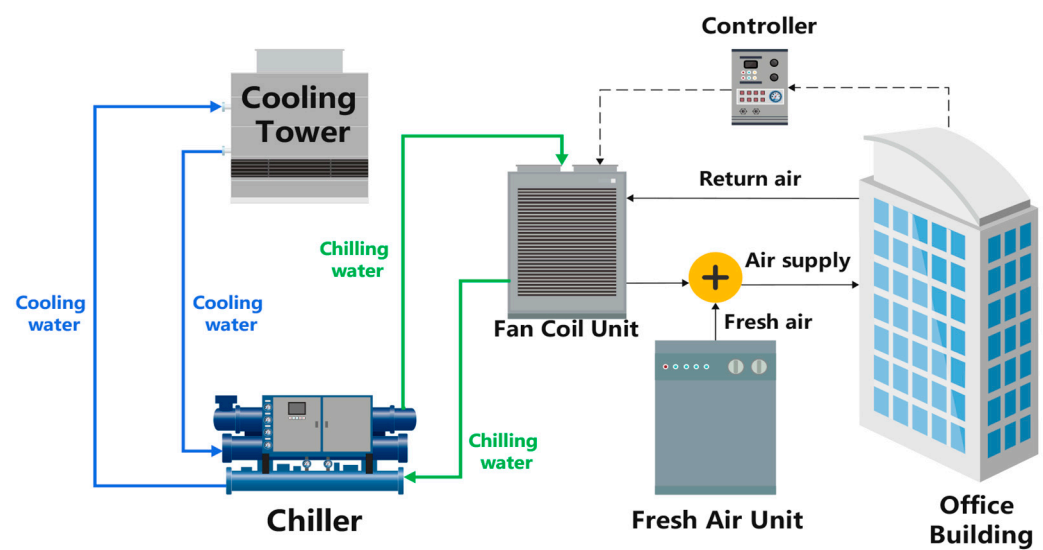 Controller
Cooling
Tower
Return air
Chilling
water
Air supply
Cooling
water
Cooling
water
Fresh air
Fan Coil Unit
Chilling
water
Chiller
Fresh Air Unit
Office
Building